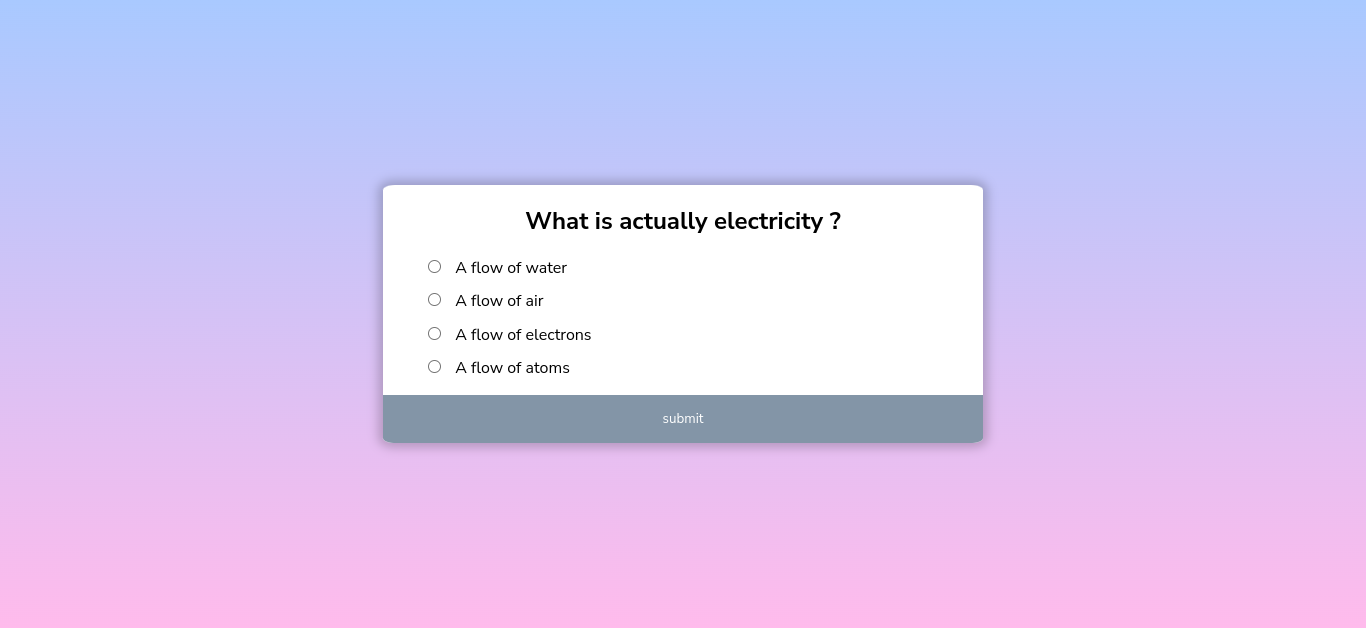 What is actually electricity ?
A flow of water
A flow of air
A flow of electrons
A flow of atoms
submit